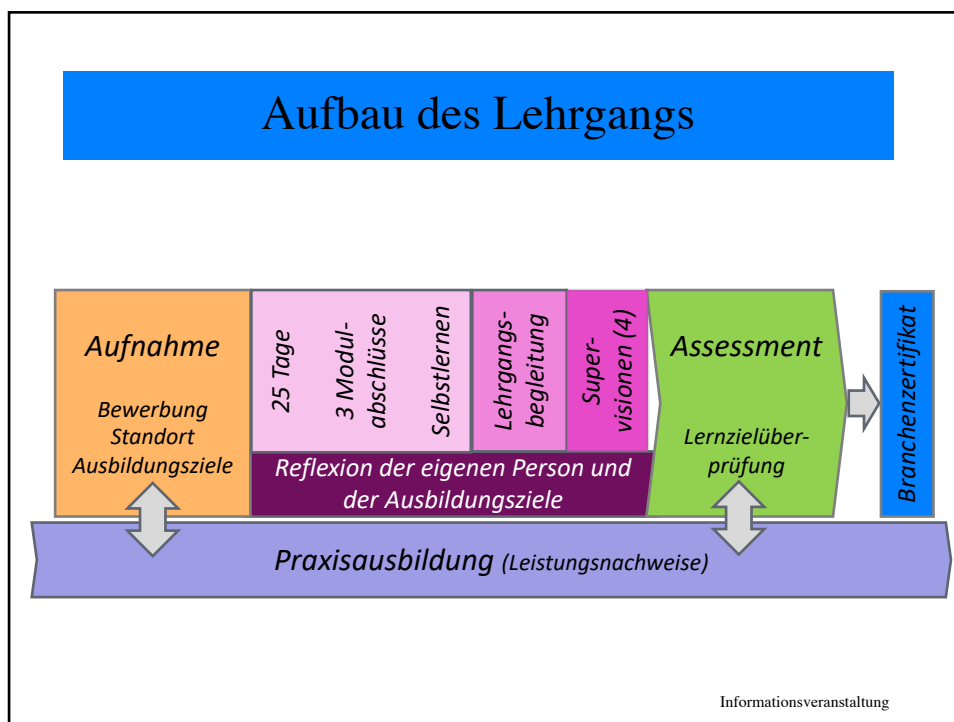 Aufbau des Lehrgangs
Aufnahme
Bewerbung
Standort
Ausbildungsziele
25 Tage
3 Modul-
abschlüsse
Selbstlernen
Lehrgangs-
begleitung
Super-
visionen (4)
Reflexion der eigenen Person und
der Ausbildungsziele
Assessment
Lernzielüber-
prüfung
Branchenzertifikat
Praxisausbildung (Leistungsnachweise)
Informationsveranstaltung